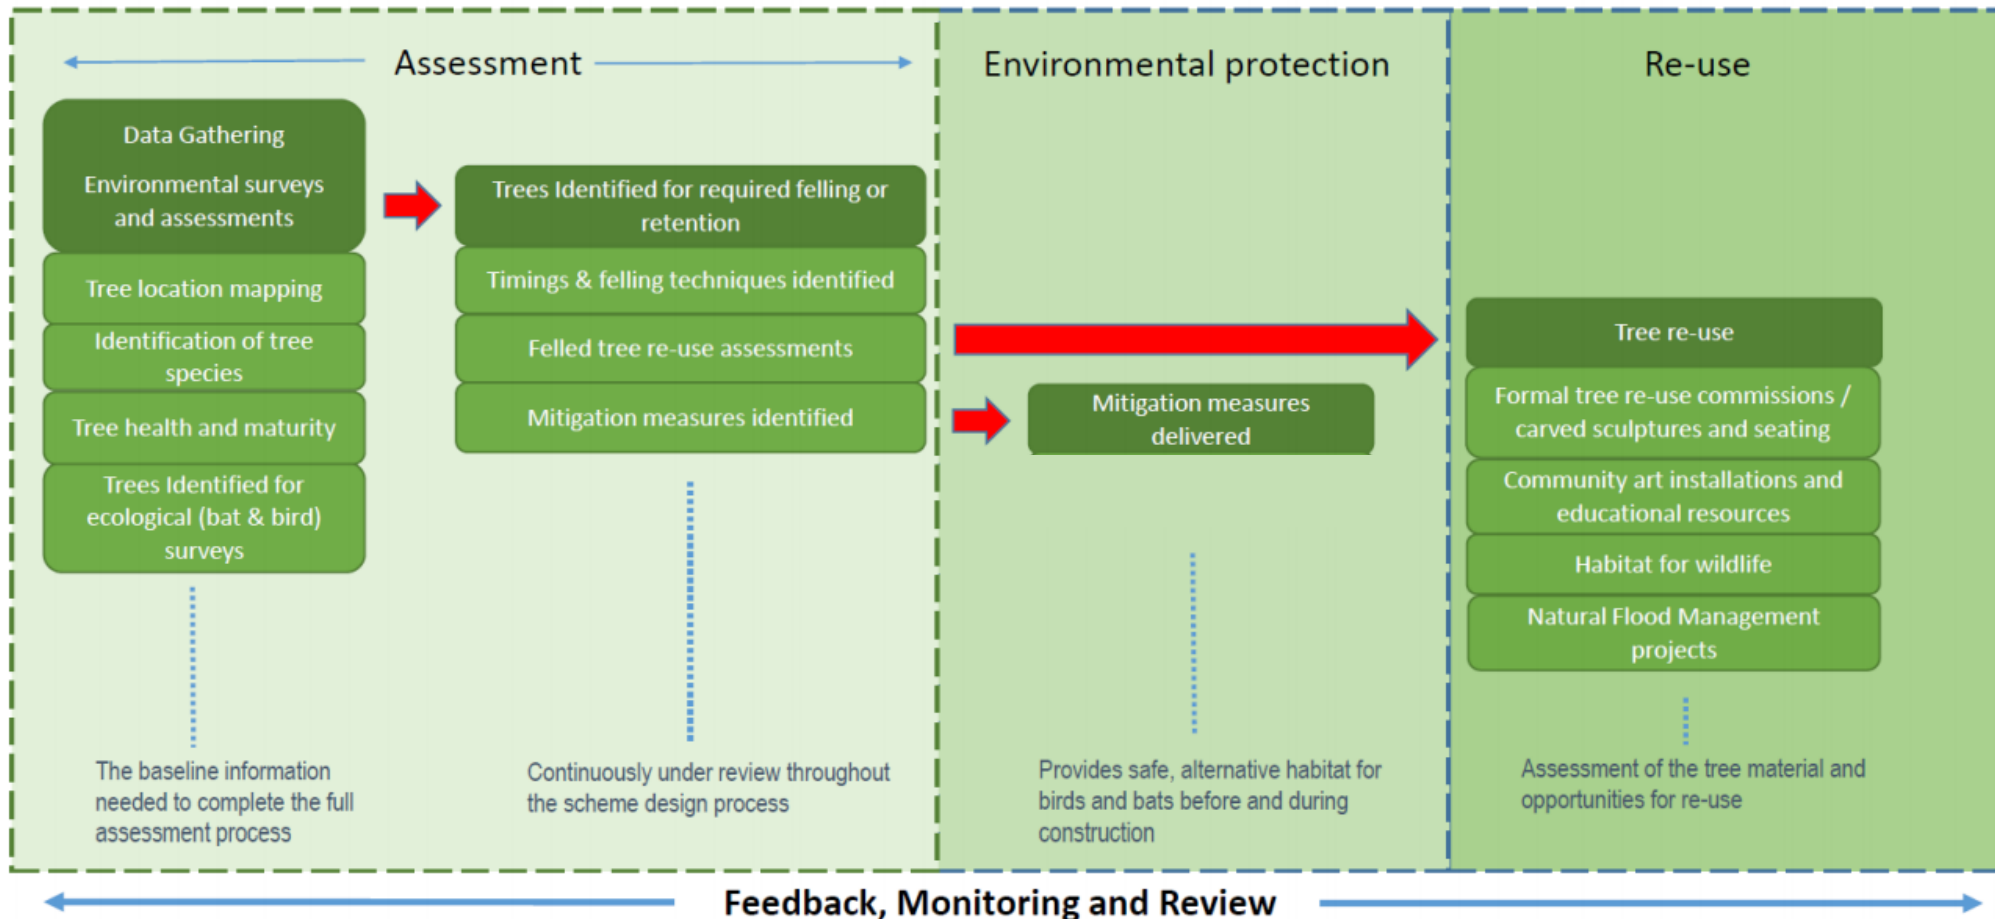 Assessment
Environmental protection
Re-use
Data Gathering
Environmental surveys
and assessments
Tree location mapping
Identification of tree
species
Tree health and maturity
Trees Identified for
ecological (bat & bird)
surveys
Trees Identified for required felling or
retention
Timings & felling techniques identified
Felled tree re-use assessments
Mitigation measures identified
Mitigation measures
delivered
Tree re-use
Formal tree re-use commissions /
carved sculptures and seating
Community art installations and
educational resources
Habitat for wildlife
Natural Flood Management
projects
The baseline information
needed to complete the full
assessment process
Continuously under review throughout
the scheme design process
Provides safe, alternative habitat for
birds and bats before and during
construction
Assessment of the tree material and
opportunities for re-use
Feedback, Monitoring and Review